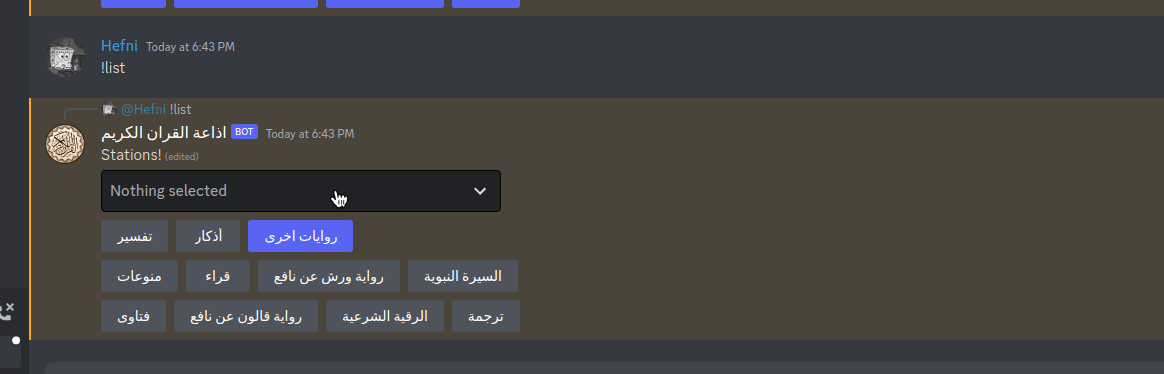 Hefni Today at 6:43 PM
!list
@Hefni !list
اذاعة القران الكريم BOT Today at 6:43 PM
Stations! (edited)
Nothing selected
تفسير أذكار روايات اخرى
منوعات قراء رواية ورش عن نافع السيرة النبوية
فتاوى رواية قالون عن نافع الرقية الشرعية ترجمة